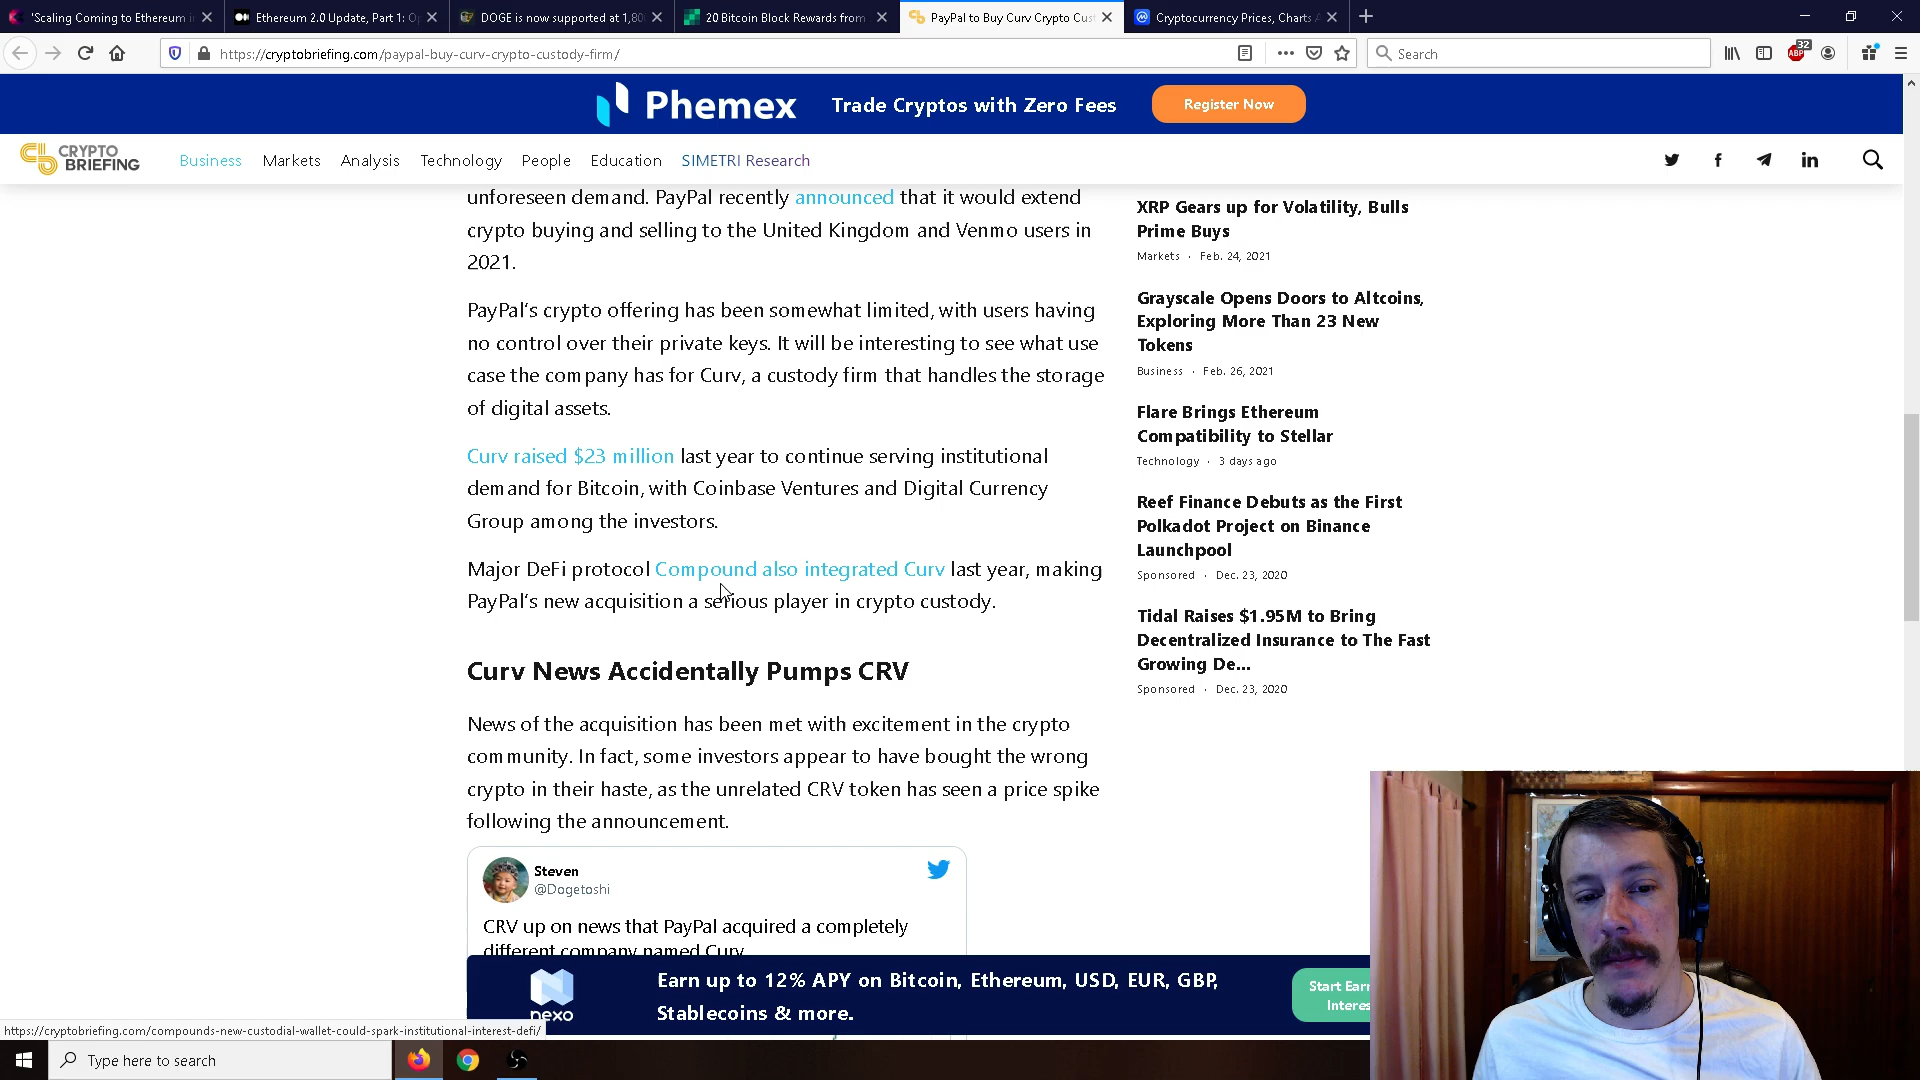 'Scaling Coming to Ethereum i
Ethereum 2.0 Update, Part 1: O
DOGE is now supported at 1,80
20 Bitcoin Block Rewards from
PayPal to Buy Curv Crypto Cus
Cryptocurrency Prices, Charts A
https://cryptobriefing.com/paypal-buy-curv-crypto-custody-firm/
Search
32
ABP
Phemex
Trade Cryptos with Zero Fees
Register Now
CRYPTO
BRIEFING
Business
Markets
Analysis
Technology
People
Education
SIMETRI Research
unforeseen demand. PayPal recently announced that it would extend
crypto buying and selling to the United Kingdom and Venmo users in
2021.
PayPal's crypto offering has been somewhat limited, with users having
no control over their private keys. It will be interesting to see what use
case the company has for Curv, a custody firm that handles the storage
of digital assets.
Curv raised $23 million last year to continue serving institutional
demand for Bitcoin, with Coinbase Ventures and Digital Currency
Group among the investors.
Major DeFi protocol Compound also integrated Curv last year, making
PayPal's new acquisition a serious player in crypto custody.
Curv News Accidentally Pumps CRV
News of the acquisition has been met with excitement in the crypto
community. In fact, some investors appear to have bought the wrong
crypto in their haste, as the unrelated CRV token has seen a price spike
following the announcement.
Steven
@Dogetoshi
CRV up on news that PayPal acquired a completely
different company named Curv
XRP Gears up for Volatility, Bulls
Prime Buys
Markets · Feb. 24, 2021
Grayscale Opens Doors to Altcoins,
Exploring More Than 23 New
Tokens
Business · Feb. 26, 2021
Flare Brings Ethereum
Compatibility to Stellar
Technology · 3 days ago
Reef Finance Debuts as the First
Polkadot Project on Binance
Launchpool
Sponsored · Dec. 23, 2020
Tidal Raises $1.95M to Bring
Decentralized Insurance to The Fast
Growing De...
Sponsored · Dec. 23, 2020
nexo
Earn up to 12% APY on Bitcoin, Ethereum, USD, EUR, GBP,
Stablecoins & more.
Start Earn
Interes
https://cryptobriefing.com/compounds-new-custodial-wallet-could-spark-institutional-interest-defi/
Type here to search